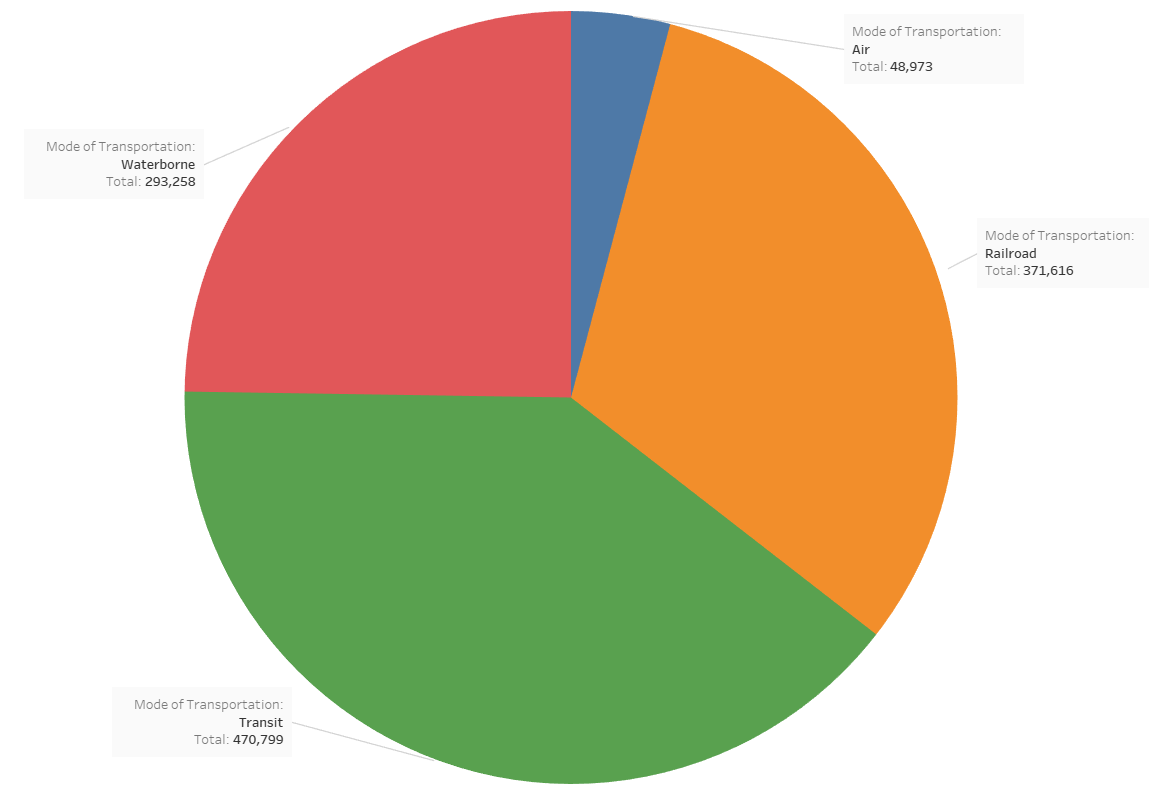 Mode of Transportation:
Air
Total: 48,973
Mode of Transportation:
Waterborne
Total: 293,258
Mode of Transportation:
Railroad
Total: 371,616
Mode of Transportation:
Transit
Total: 470,799